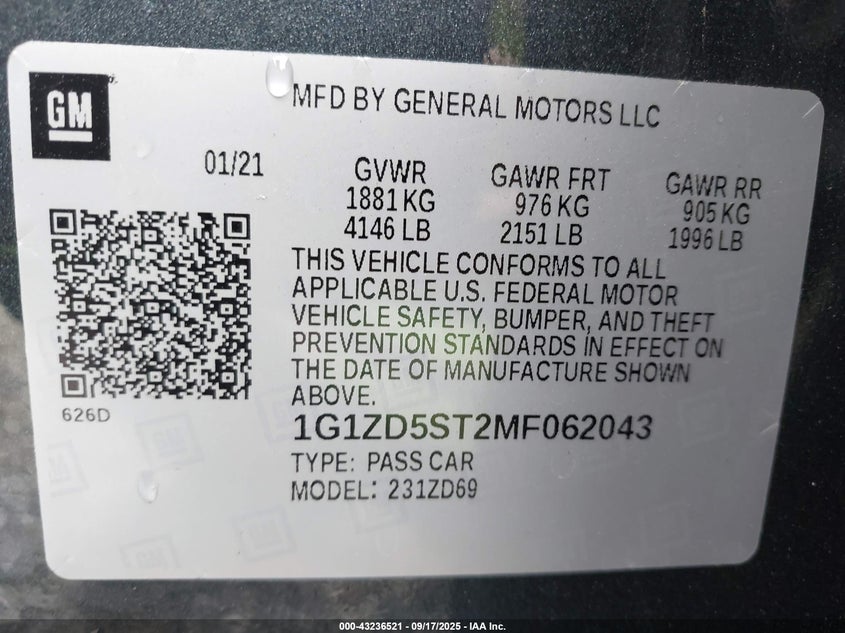 GM
MFD BY GENERAL MOTORS LLC
01/21
GVWR GAWR FRT GAWR RR
1881 KG 976 KG 905 KG
4146 LB 2151 LB 1996 LB
THIS VEHICLE CONFORMS TO ALL
APPLICABLE U.S. FEDERAL MOTOR
VEHICLE SAFETY, BUMPER, AND THEFT
PREVENTION STANDARDS IN EFFECT ON
THE DATE OF MANUFACTURE SHOWN
ABOVE.
626D
1G1ZD5ST2MF062043
TYPE: PASS CAR
MODEL: 231ZD69
000-43236521 - 09/17/2025 - IAA Inc.